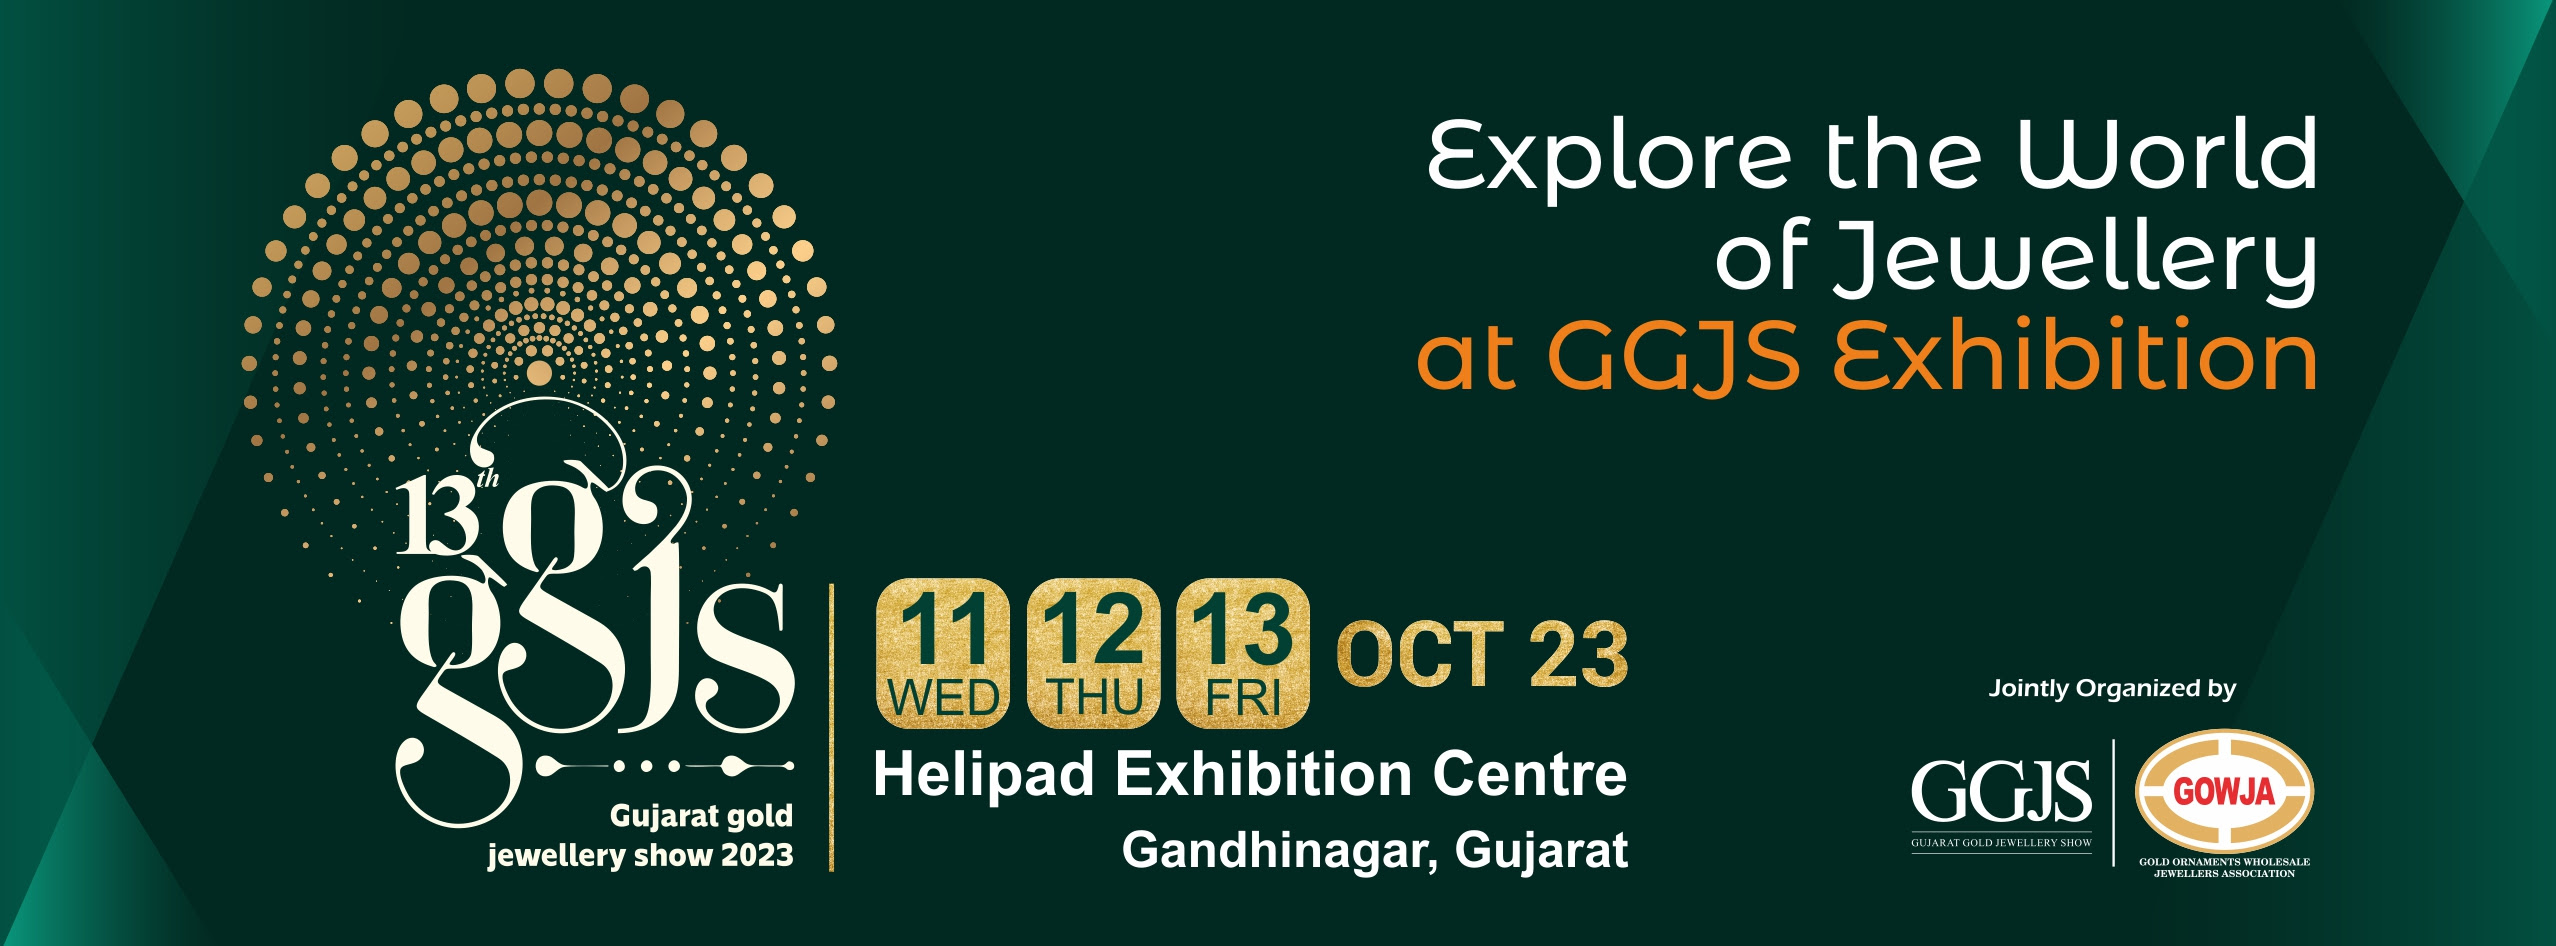 Explore the World
of Jewellery
at GGJS Exhibition
13th
ggjs
Gujarat gold
jewellery show 2023
11 12 13 OCT 23
WED THU FRI
Helipad Exhibition Centre
Gandhinagar, Gujarat
Jointly Organized by
GGJS
GUJARAT GOLD JEWELLERY SHOW
GOWJA
GOLD ORNAMENTS WHOLESALE
JEWELLERS ASSOCIATION